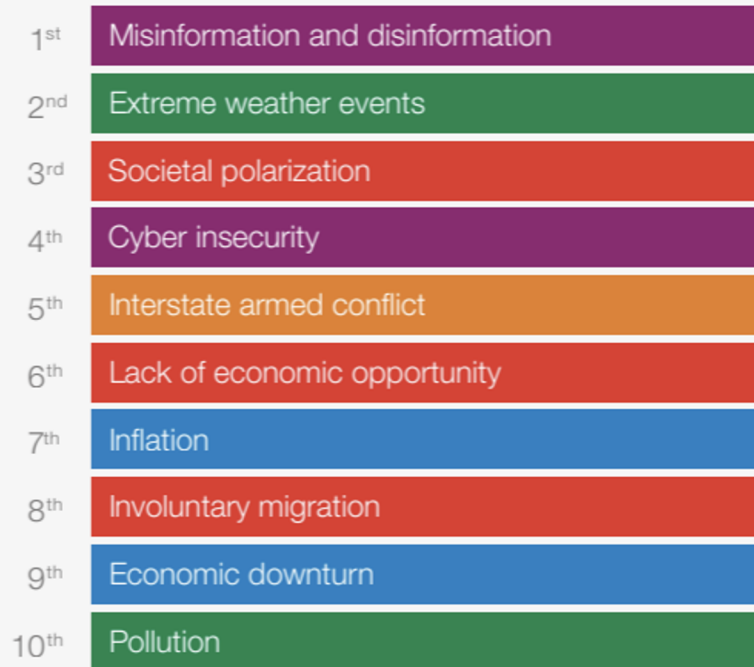 1st Misinformation and disinformation
2nd Extreme weather events
3rd Societal polarization
4th Cyber insecurity
5th Interstate armed conflict
6th Lack of economic opportunity
7th Inflation
8th Involuntary migration
9th Economic downturn
10th Pollution